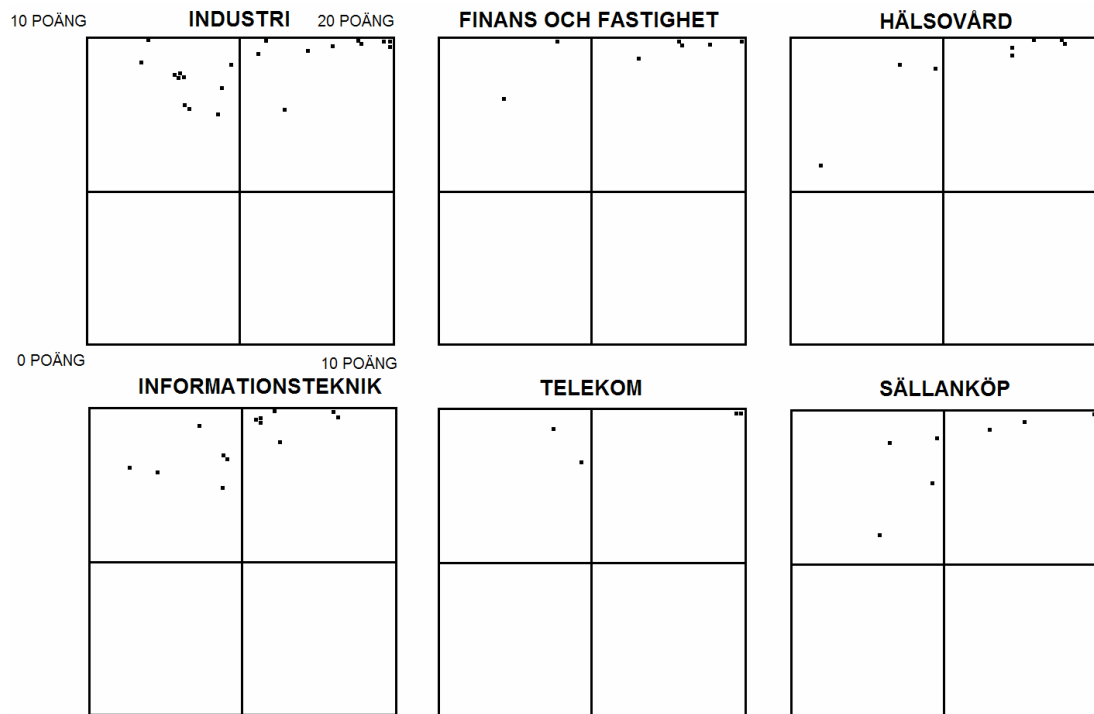 10 POÄNG
INDUSTRI
20 POÄNG
FINANS OCH FASTIGHET
HÄLSOVÅRD
0 POÄNG
10 POÄNG
INFORMATIONSTEKNIK
TELEKOM
SÄLLANKÖP